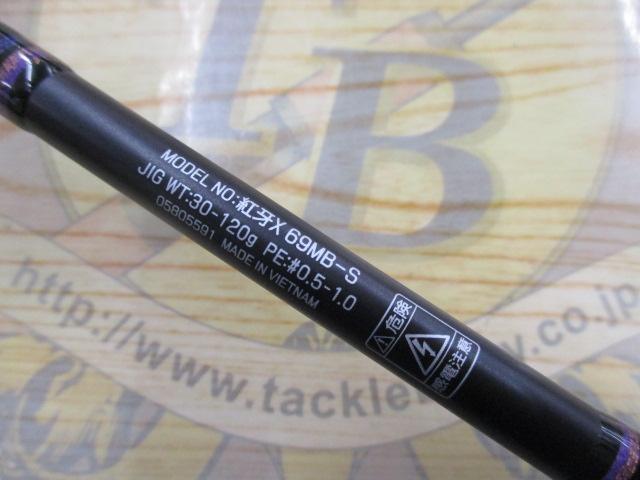 TB
MODEL NO:紅牙X 69MB-S
JIG WT:30-120g PE:#0.5-1.0
05805591 MADE IN VIETNAM
危険
感電注意
http://www.tackle
.co.jp